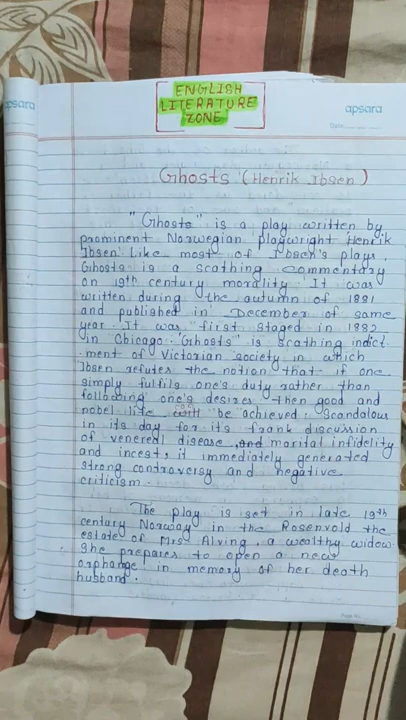 ENGLISH
LITERATURE
ZONE
apsara
apsara
Date
Ghosts (Henrik Ibsen)
"Ghosts" is a play written by
prominent Norwegian playwright Henrik
Ibsen. Like most of Ibsen's plays,
Ghosts is a scathing commentary
on 19th century morality. It was
written during the autumn of 1881
and published in December of same
year. It was first staged in 1882
in Chicago. "Ghosts" is scathing indict
-ment of Victorian society in which
Ibsen refutes the notion that if one
simply fulfils one's duty rather than
following one's desires then good and
nobel life can be achieved. Scandalous
in its day for its frank discussion
of venereal disease, and marital infidelity
and incest, it immediately generated
strong controversy and negative
criticism.
The play is set in late 19th
century Norway in the Rosenvold the
estate of Mrs Alving, a wealthy widow
She prepares to open a new
orphange in memory of her death
husband.